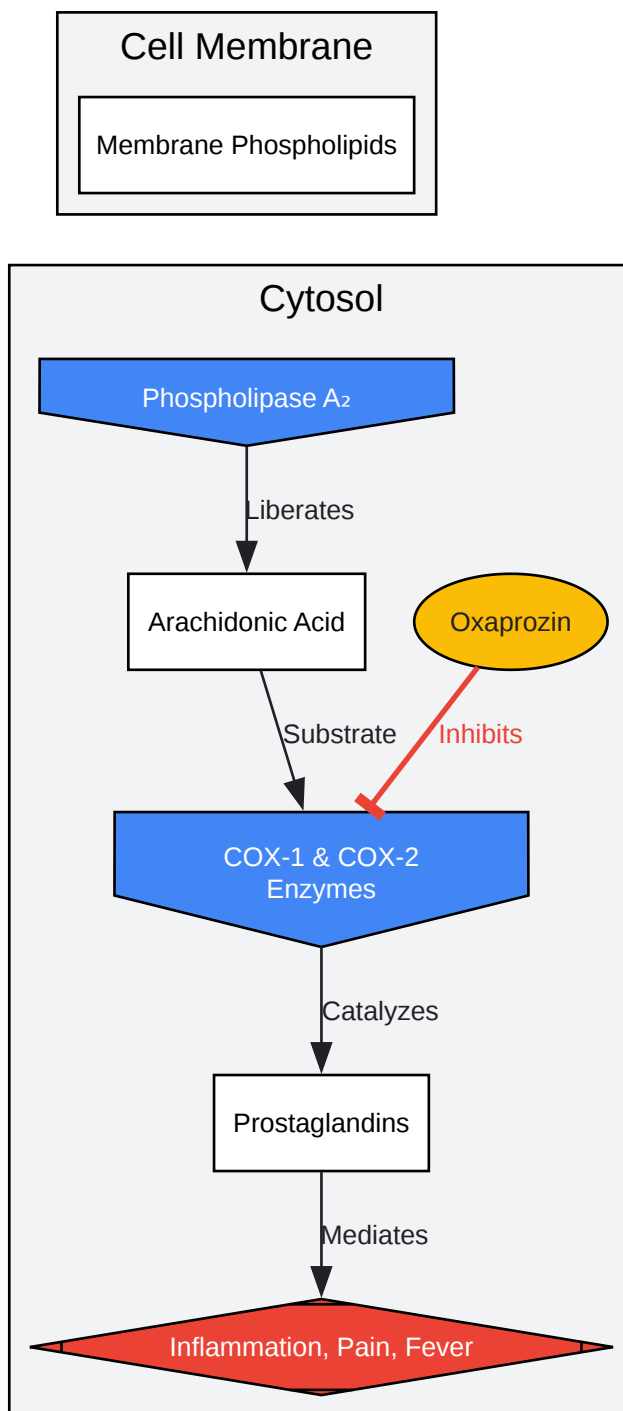 Cell Membrane
Membrane Phospholipids
Cytosol
Phospholipase A₂
Liberates
Arachidonic Acid
Oxaprozin
Substrate
Inhibits
COX-1 & COX-2
Enzymes
Catalyzes
Prostaglandins
Mediates
Inflammation, Pain, Fever